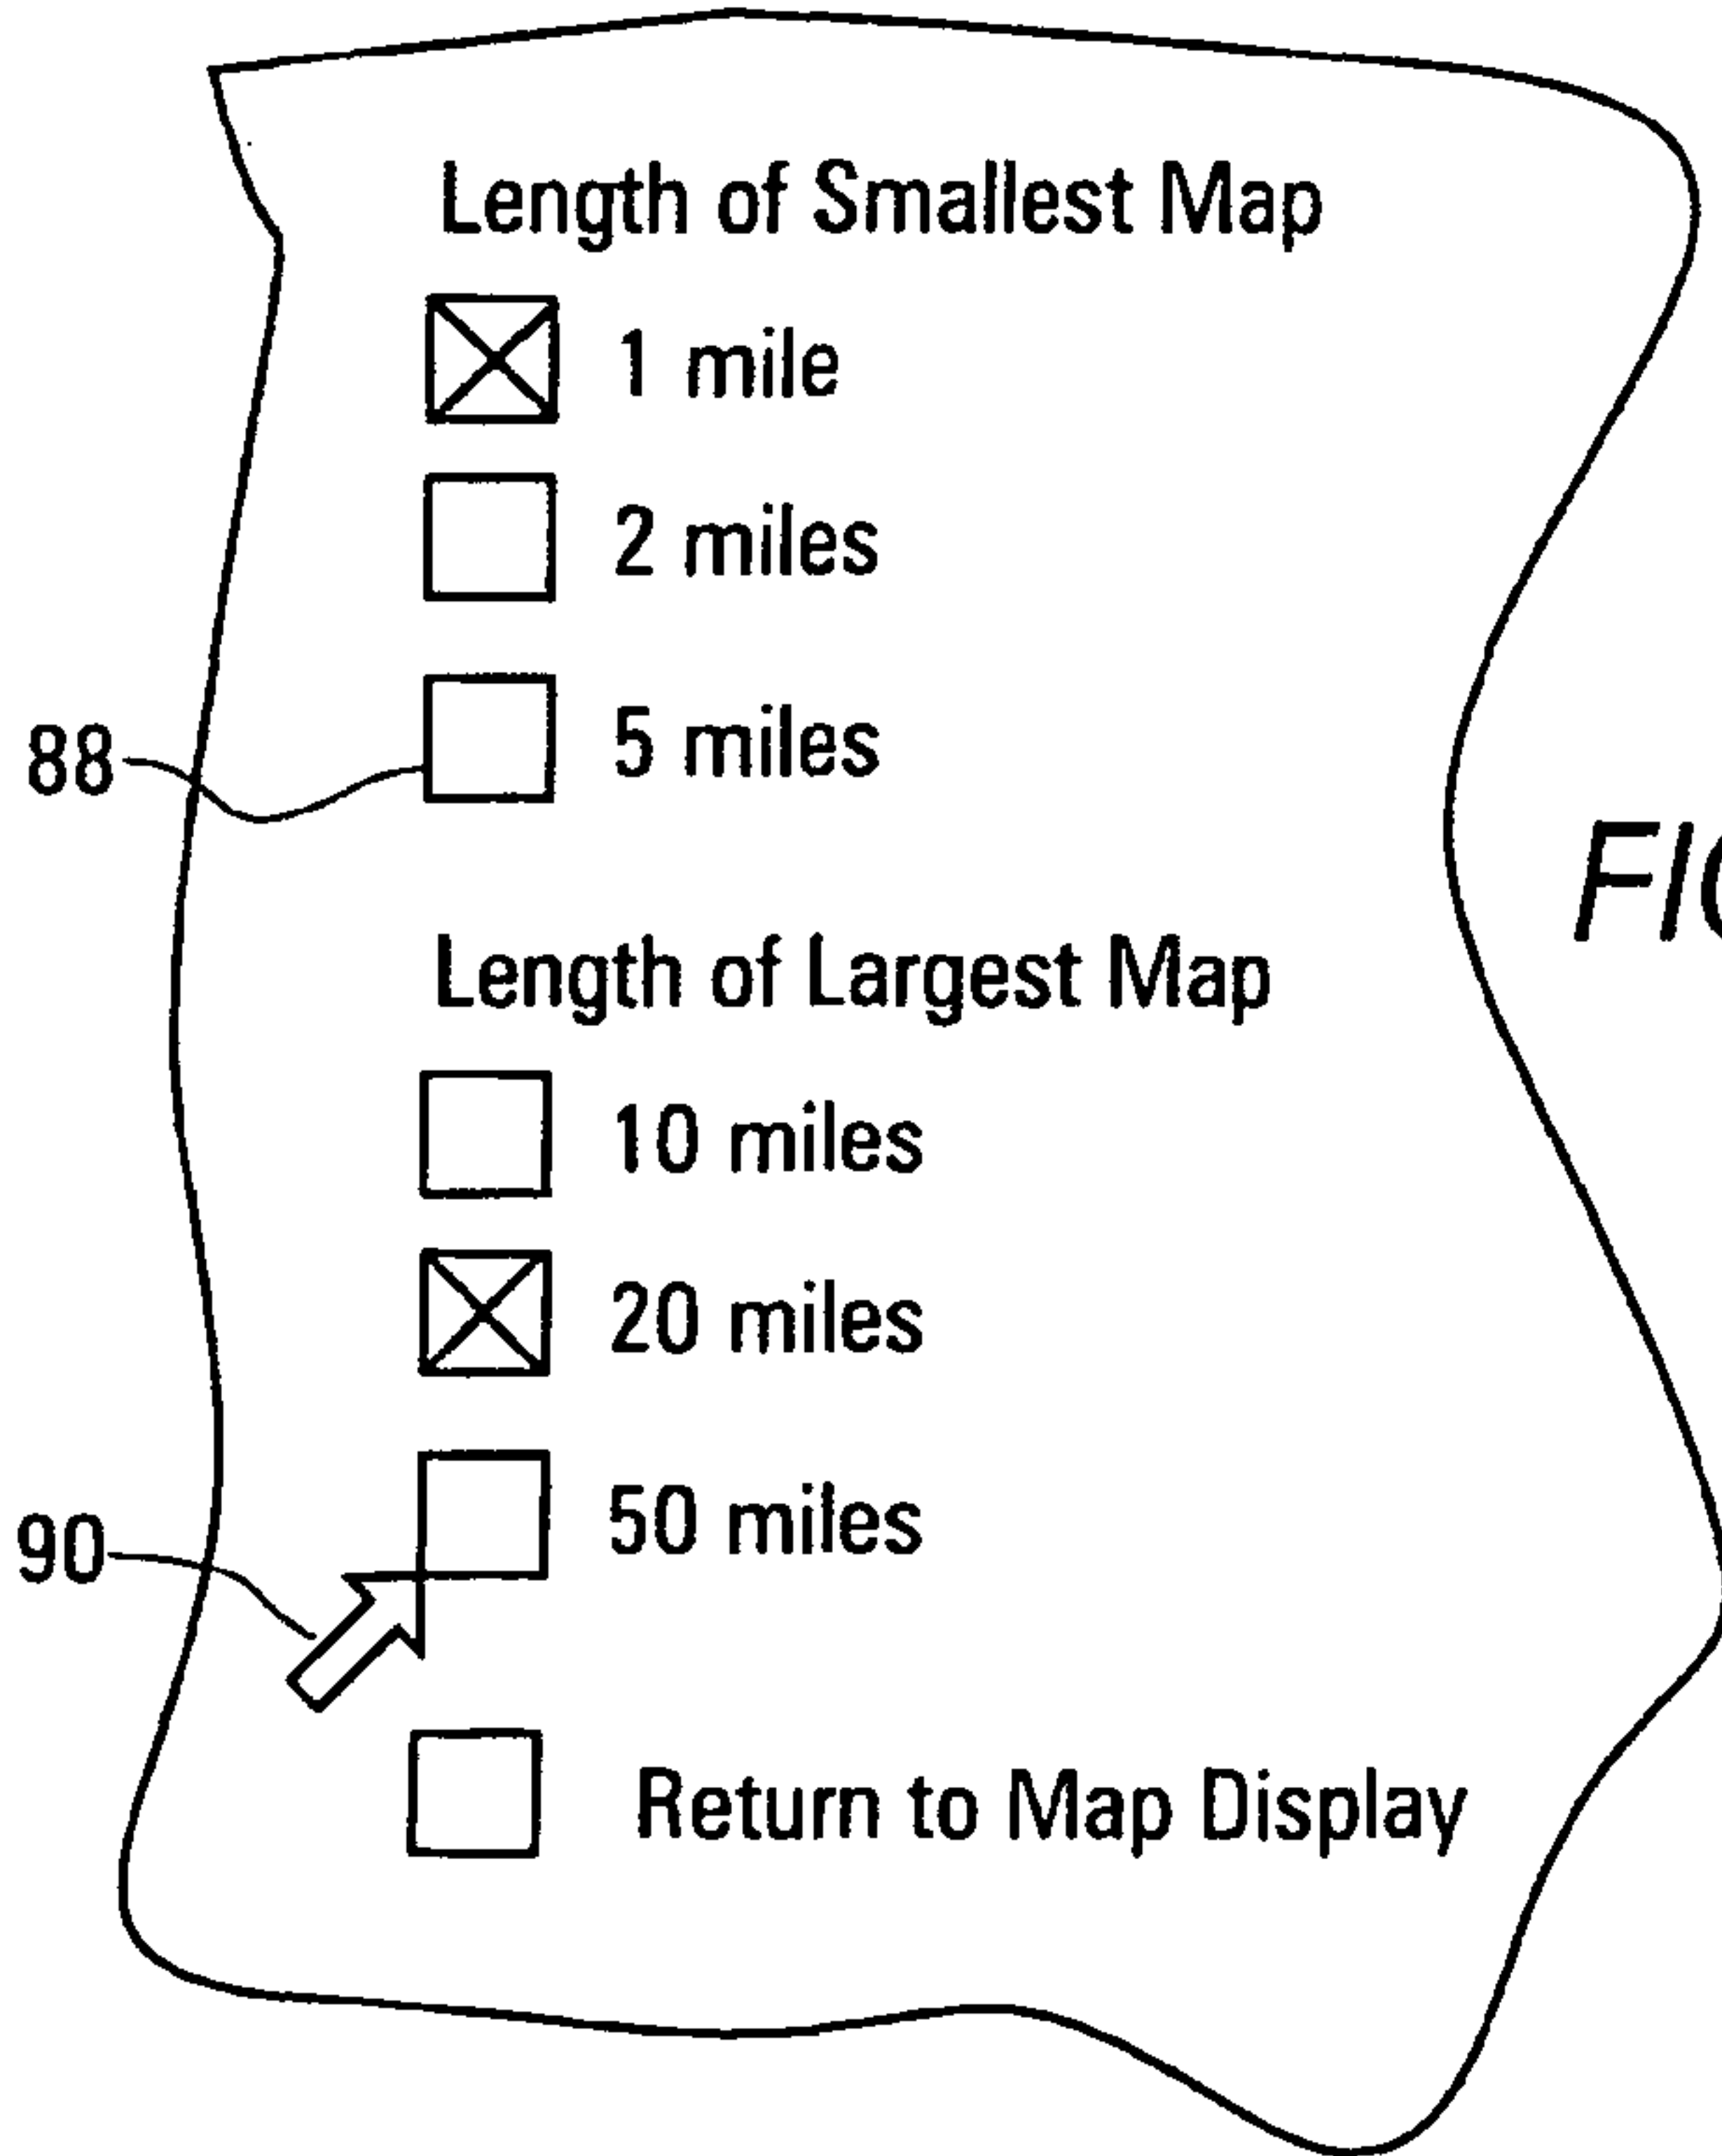 Length of Smallest Map
1 mile
2 miles
5 miles
88
Length of Largest Map
10 miles
20 miles
50 miles
90
Return to Map Display